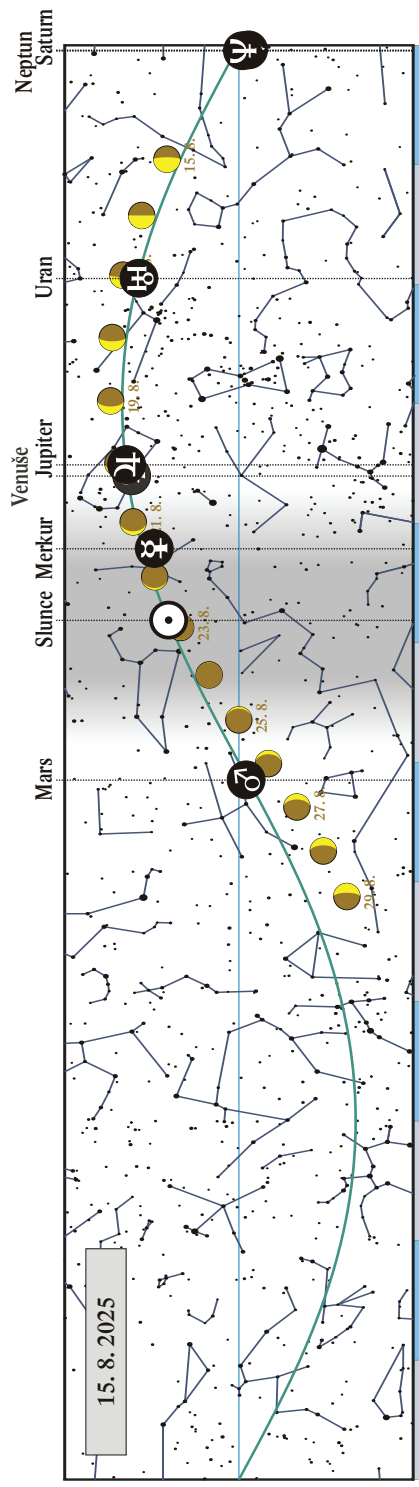 Venuše
Neptun
Mars
Slunce
Merkur
Jupiter
Uran
Saturn
15. 8. 2025
29. 8.
27. 8.
25. 8.
23. 8.
21. 8.
19. 8.
15. 8.